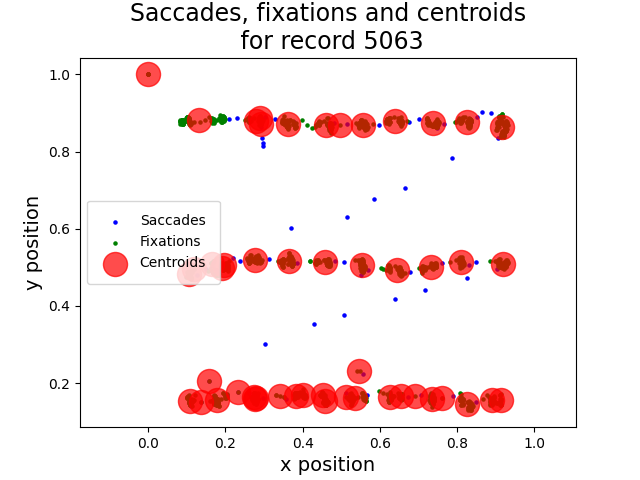 Saccades, fixations and centroids
for record 5063
1.0
0.8
0.6
0.4
0.2
y position
Saccades
Fixations
Centroids
0.0
0.2
0.4
0.6
0.8
1.0
x position